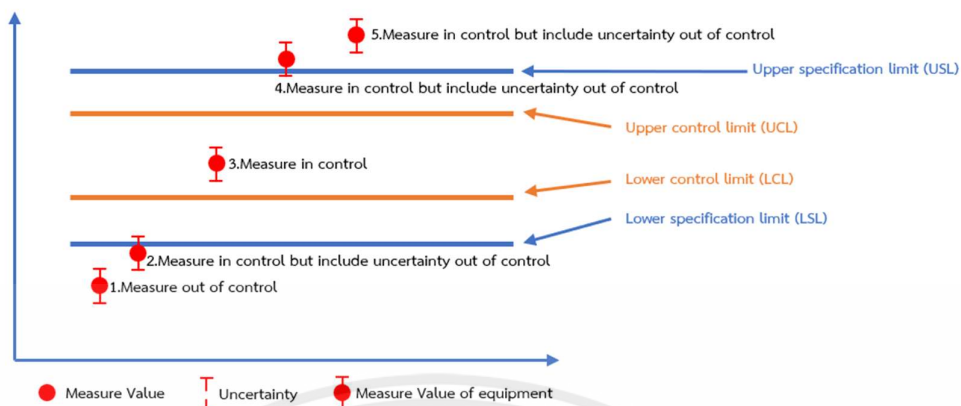 5.Measure in control but include uncertainty out of control
Upper specification limit (USL)
4.Measure in control but include uncertainty out of control
Upper control limit (UCL)
3.Measure in control
Lower control limit (LCL)
Lower specification limit (LSL)
2.Measure in control but include uncertainty out of control
1.Measure out of control
Measure Value
Uncertainty
Measure Value of equipment